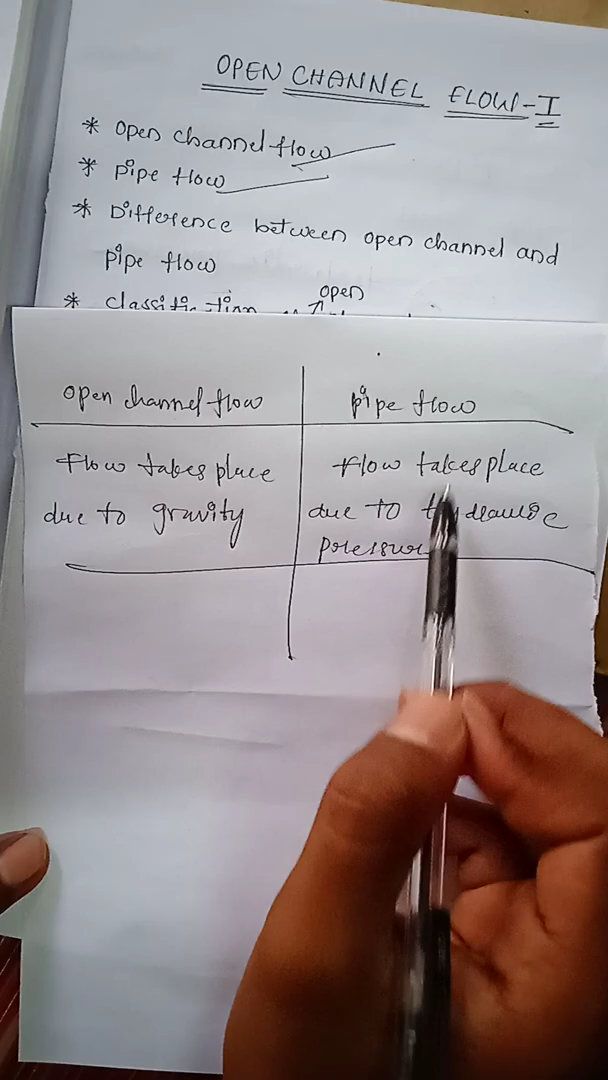 OPEN CHANNEL FLOW-I
* Open channel flow
* Pipe flow
* Difference between open channel and
pipe flow
open
* classification
open channel flow
pipe flow
Flow takes place
due to gravity
Flow takes place
due to